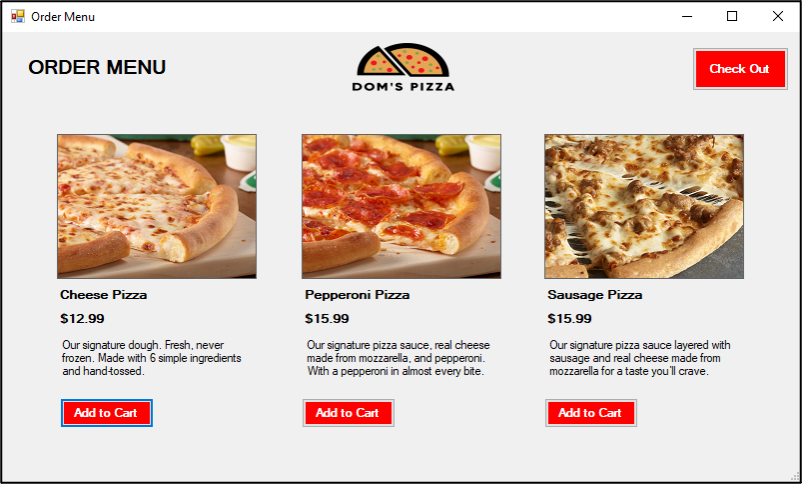 Order Menu
ORDER MENU
DOM'S PIZZA
Check Out
Cheese Pizza
$12.99
Our signature dough. Fresh, never
frozen. Made with 6 simple ingredients
and hand-tossed.
Add to Cart
Pepperoni Pizza
$15.99
Our signature pizza sauce, real cheese
made from mozzarella, and pepperoni.
With a pepperoni in almost every bite.
Add to Cart
Sausage Pizza
$15.99
Our signature pizza sauce layered with
sausage and real cheese made from
mozzarella for a taste you'll crave.
Add to Cart